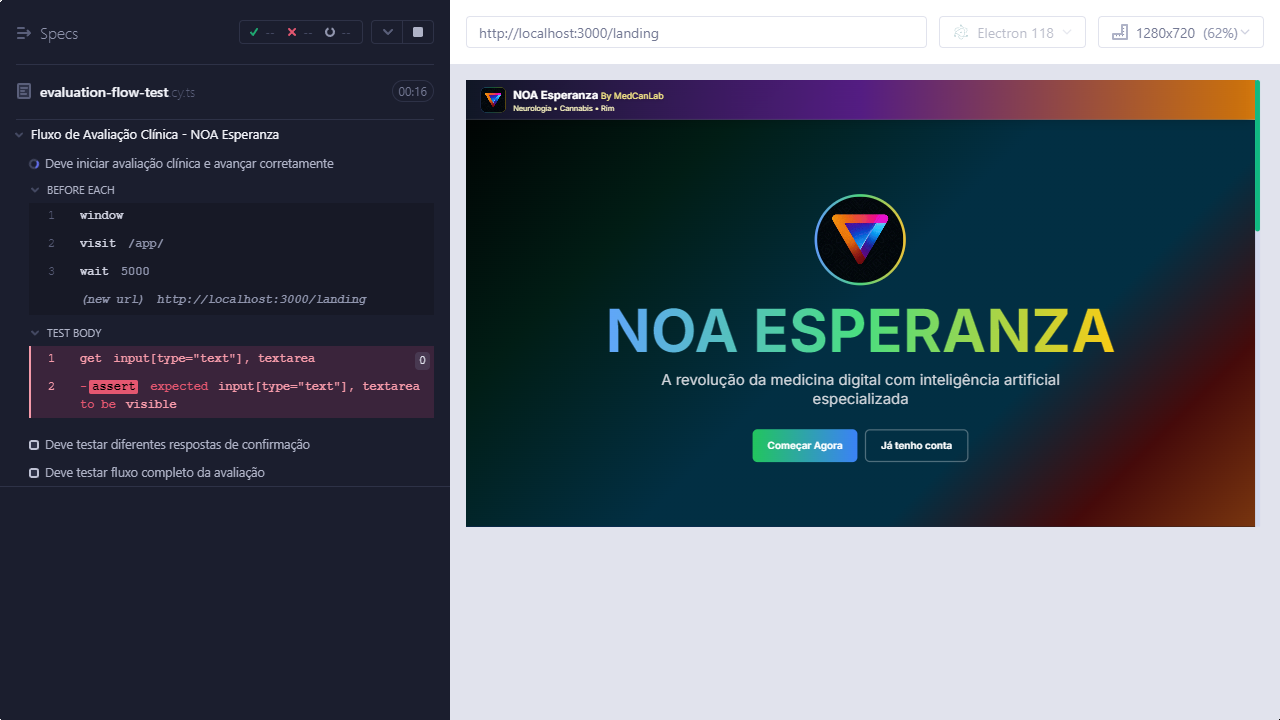 Specs
-- -- --
evaluation-flow-test.cy.ts
00:16
Fluxo de Avaliação Clínica - NOA Esperanza
Deve iniciar avaliação clínica e avançar corretamente
BEFORE EACH
1 window
2 visit /app/
3 wait 5000
(new url) http://localhost:3000/landing
TEST BODY
1 get input[type="text"], textarea 0
2 -assert expected input[type="text"], textarea
to be visible
Deve testar diferentes respostas de confirmação
Deve testar fluxo completo da avaliação
http://localhost:3000/landing
Electron 118
1280x720 (62%)
NOA Esperanza By MedCanLab
Neurologia • Cannabis • Rim
NOA ESPERANZA
A revolução da medicina digital com inteligência artificial
especializada
Começar Agora
Já tenho conta